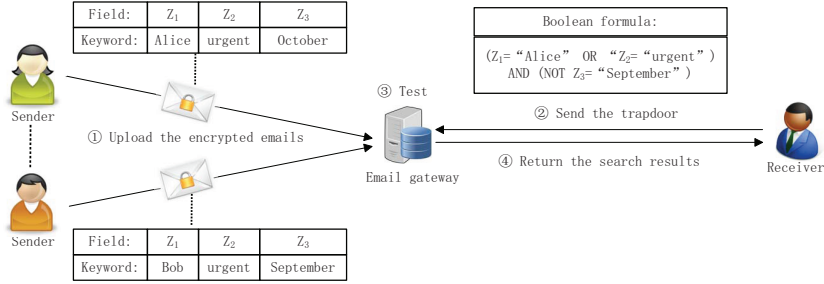 Field: Z₁ Z₂ Z₃
Keyword: Alice urgent October
Boolean formula:
(Z₁=“Alice” OR “Z₂=“urgent”)
AND (NOT Z₃=“September”)
Sender
① Upload the encrypted emails
③ Test
Email gateway
② Send the trapdoor
④ Return the search results
Receiver
Sender
Field: Z₁ Z₂ Z₃
Keyword: Bob urgent September